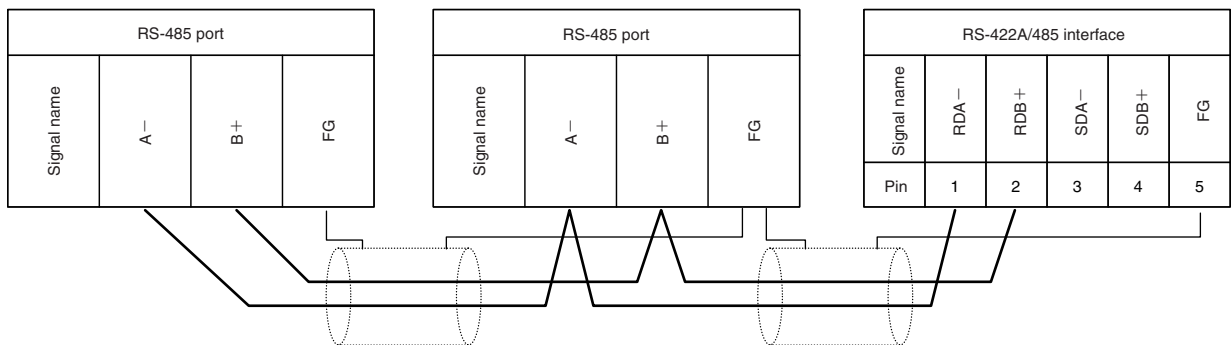 RS-485 port
Signal name
A−
B+
FG
RS-485 port
Signal name
A−
B+
FG
RS-422A/485 interface
Signal name
RDA−
RDB+
SDA−
SDB+
FG
Pin 1 2 3 4 5